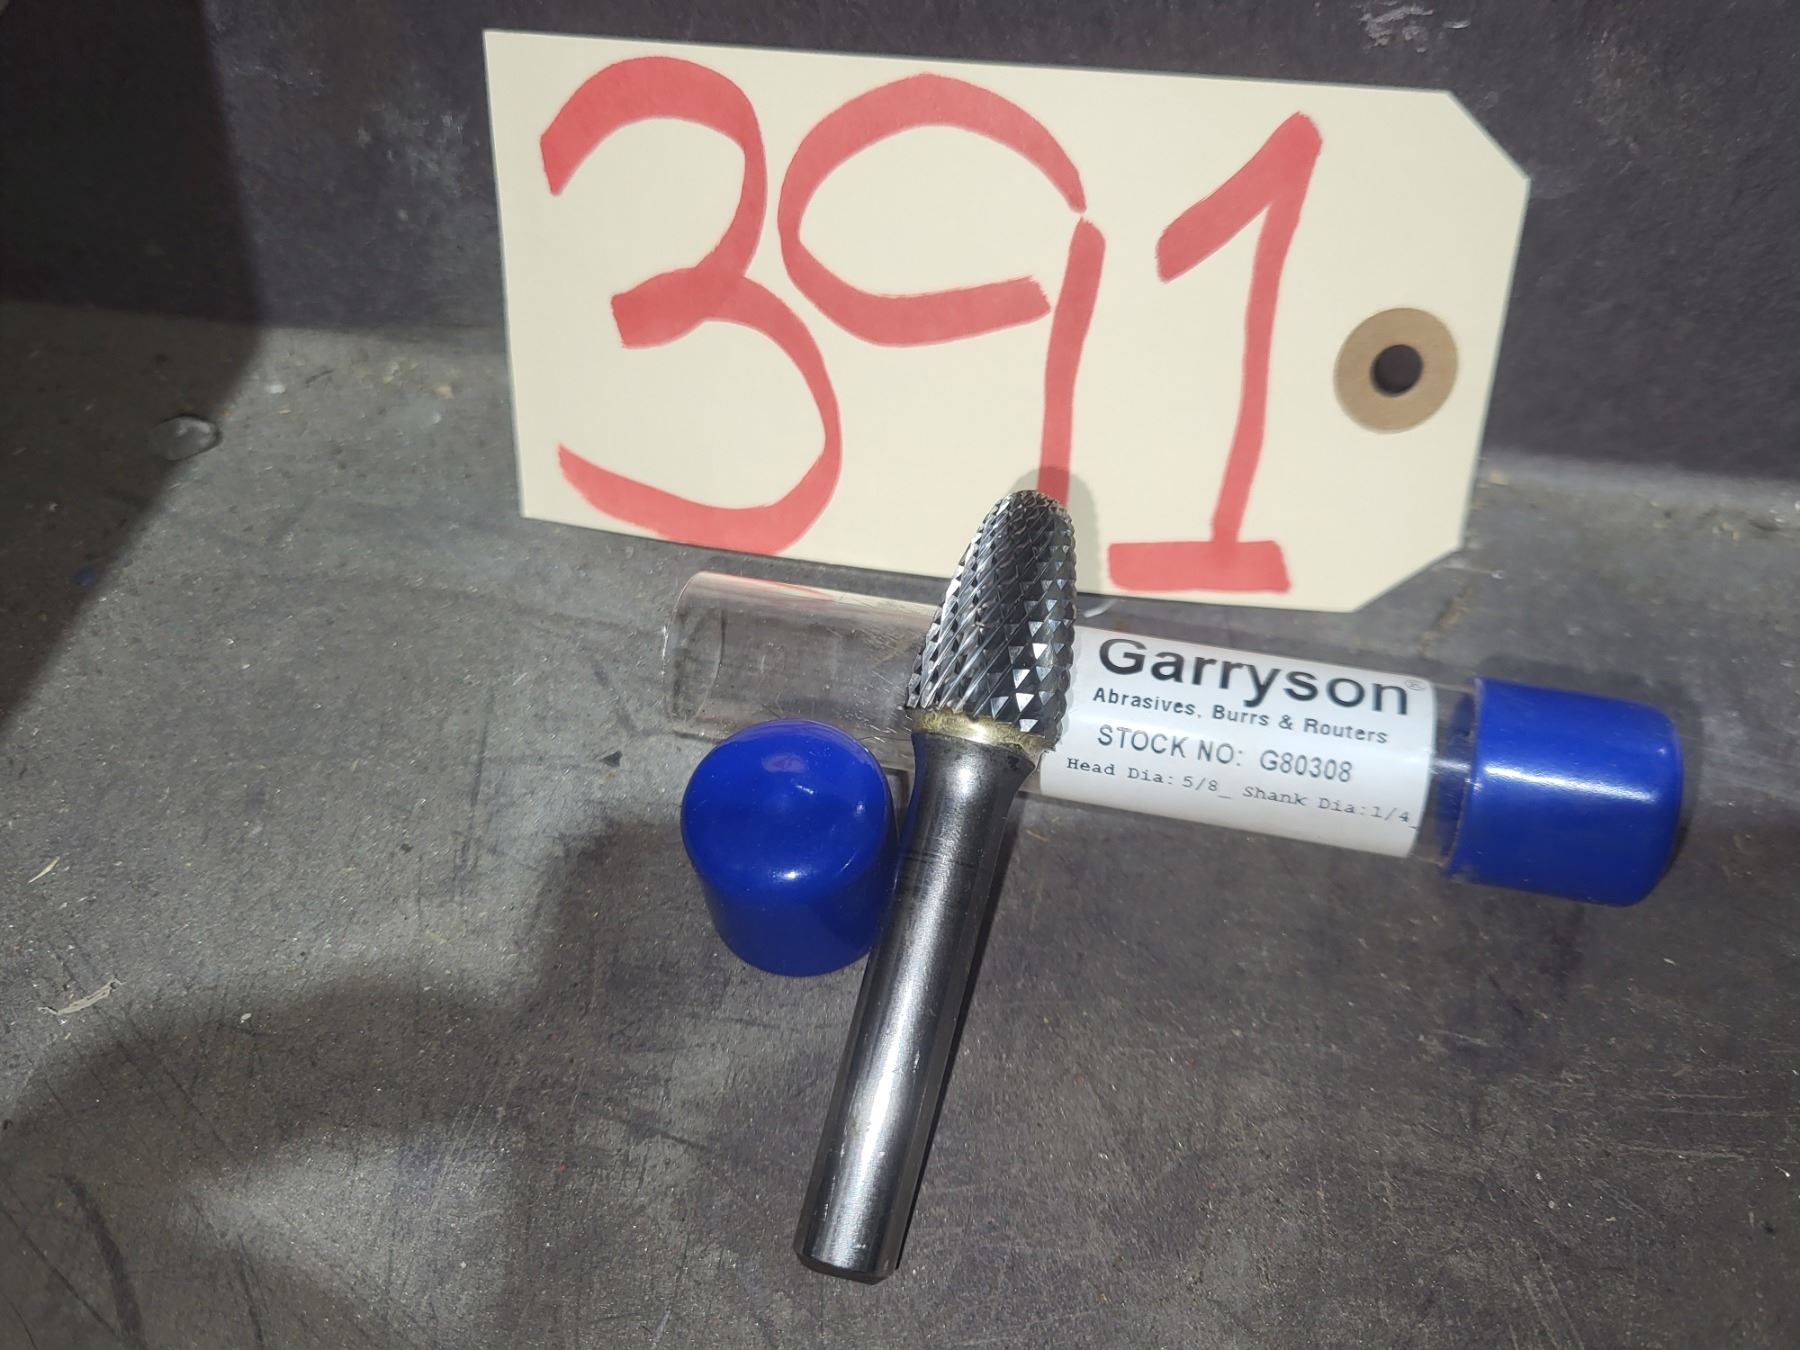 391
Garryson®
Abrasives, Burrs & Routers
STOCK NO: G80308
Head Dia: 5/8_ Shank Dia:1/4_